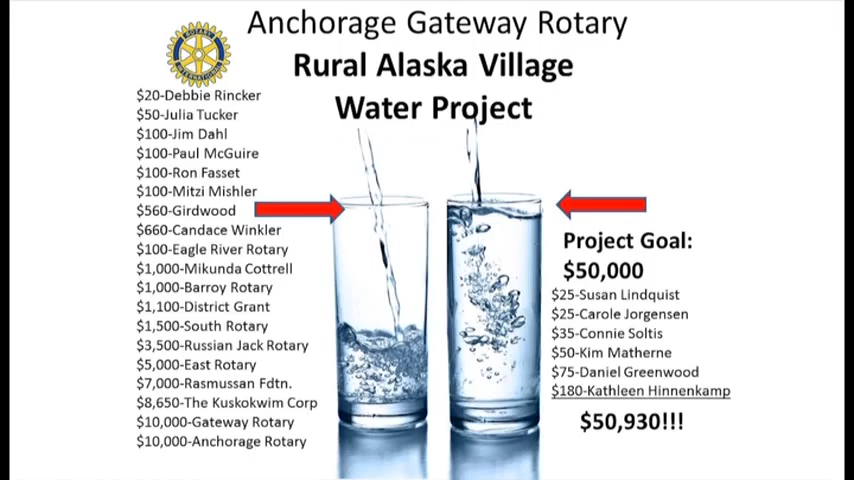 Anchorage Gateway Rotary
Rural Alaska Village
Water Project
ROTARY
INTERNATIONAL
$20-Debbie Rincker
$50-Julia Tucker
$100-Jim Dahl
$100-Paul McGuire
$100-Ron Fasset
$100-Mitzi Mishler
$560-Girdwood
$660-Candace Winkler
$100-Eagle River Rotary
$1,000-Mikunda Cottrell
$1,000-Barroy Rotary
$1,100-District Grant
$1,500-South Rotary
$3,500-Russian Jack Rotary
$5,000-East Rotary
$7,000-Rasmussan Fdtn.
$8,650-The Kuskokwim Corp
$10,000-Gateway Rotary
$10,000-Anchorage Rotary
Project Goal:
$50,000
$25-Susan Lindquist
$25-Carole Jorgensen
$35-Connie Soltis
$50-Kim Matherne
$75-Daniel Greenwood
$180-Kathleen Hinnenkamp
$50,930!!!